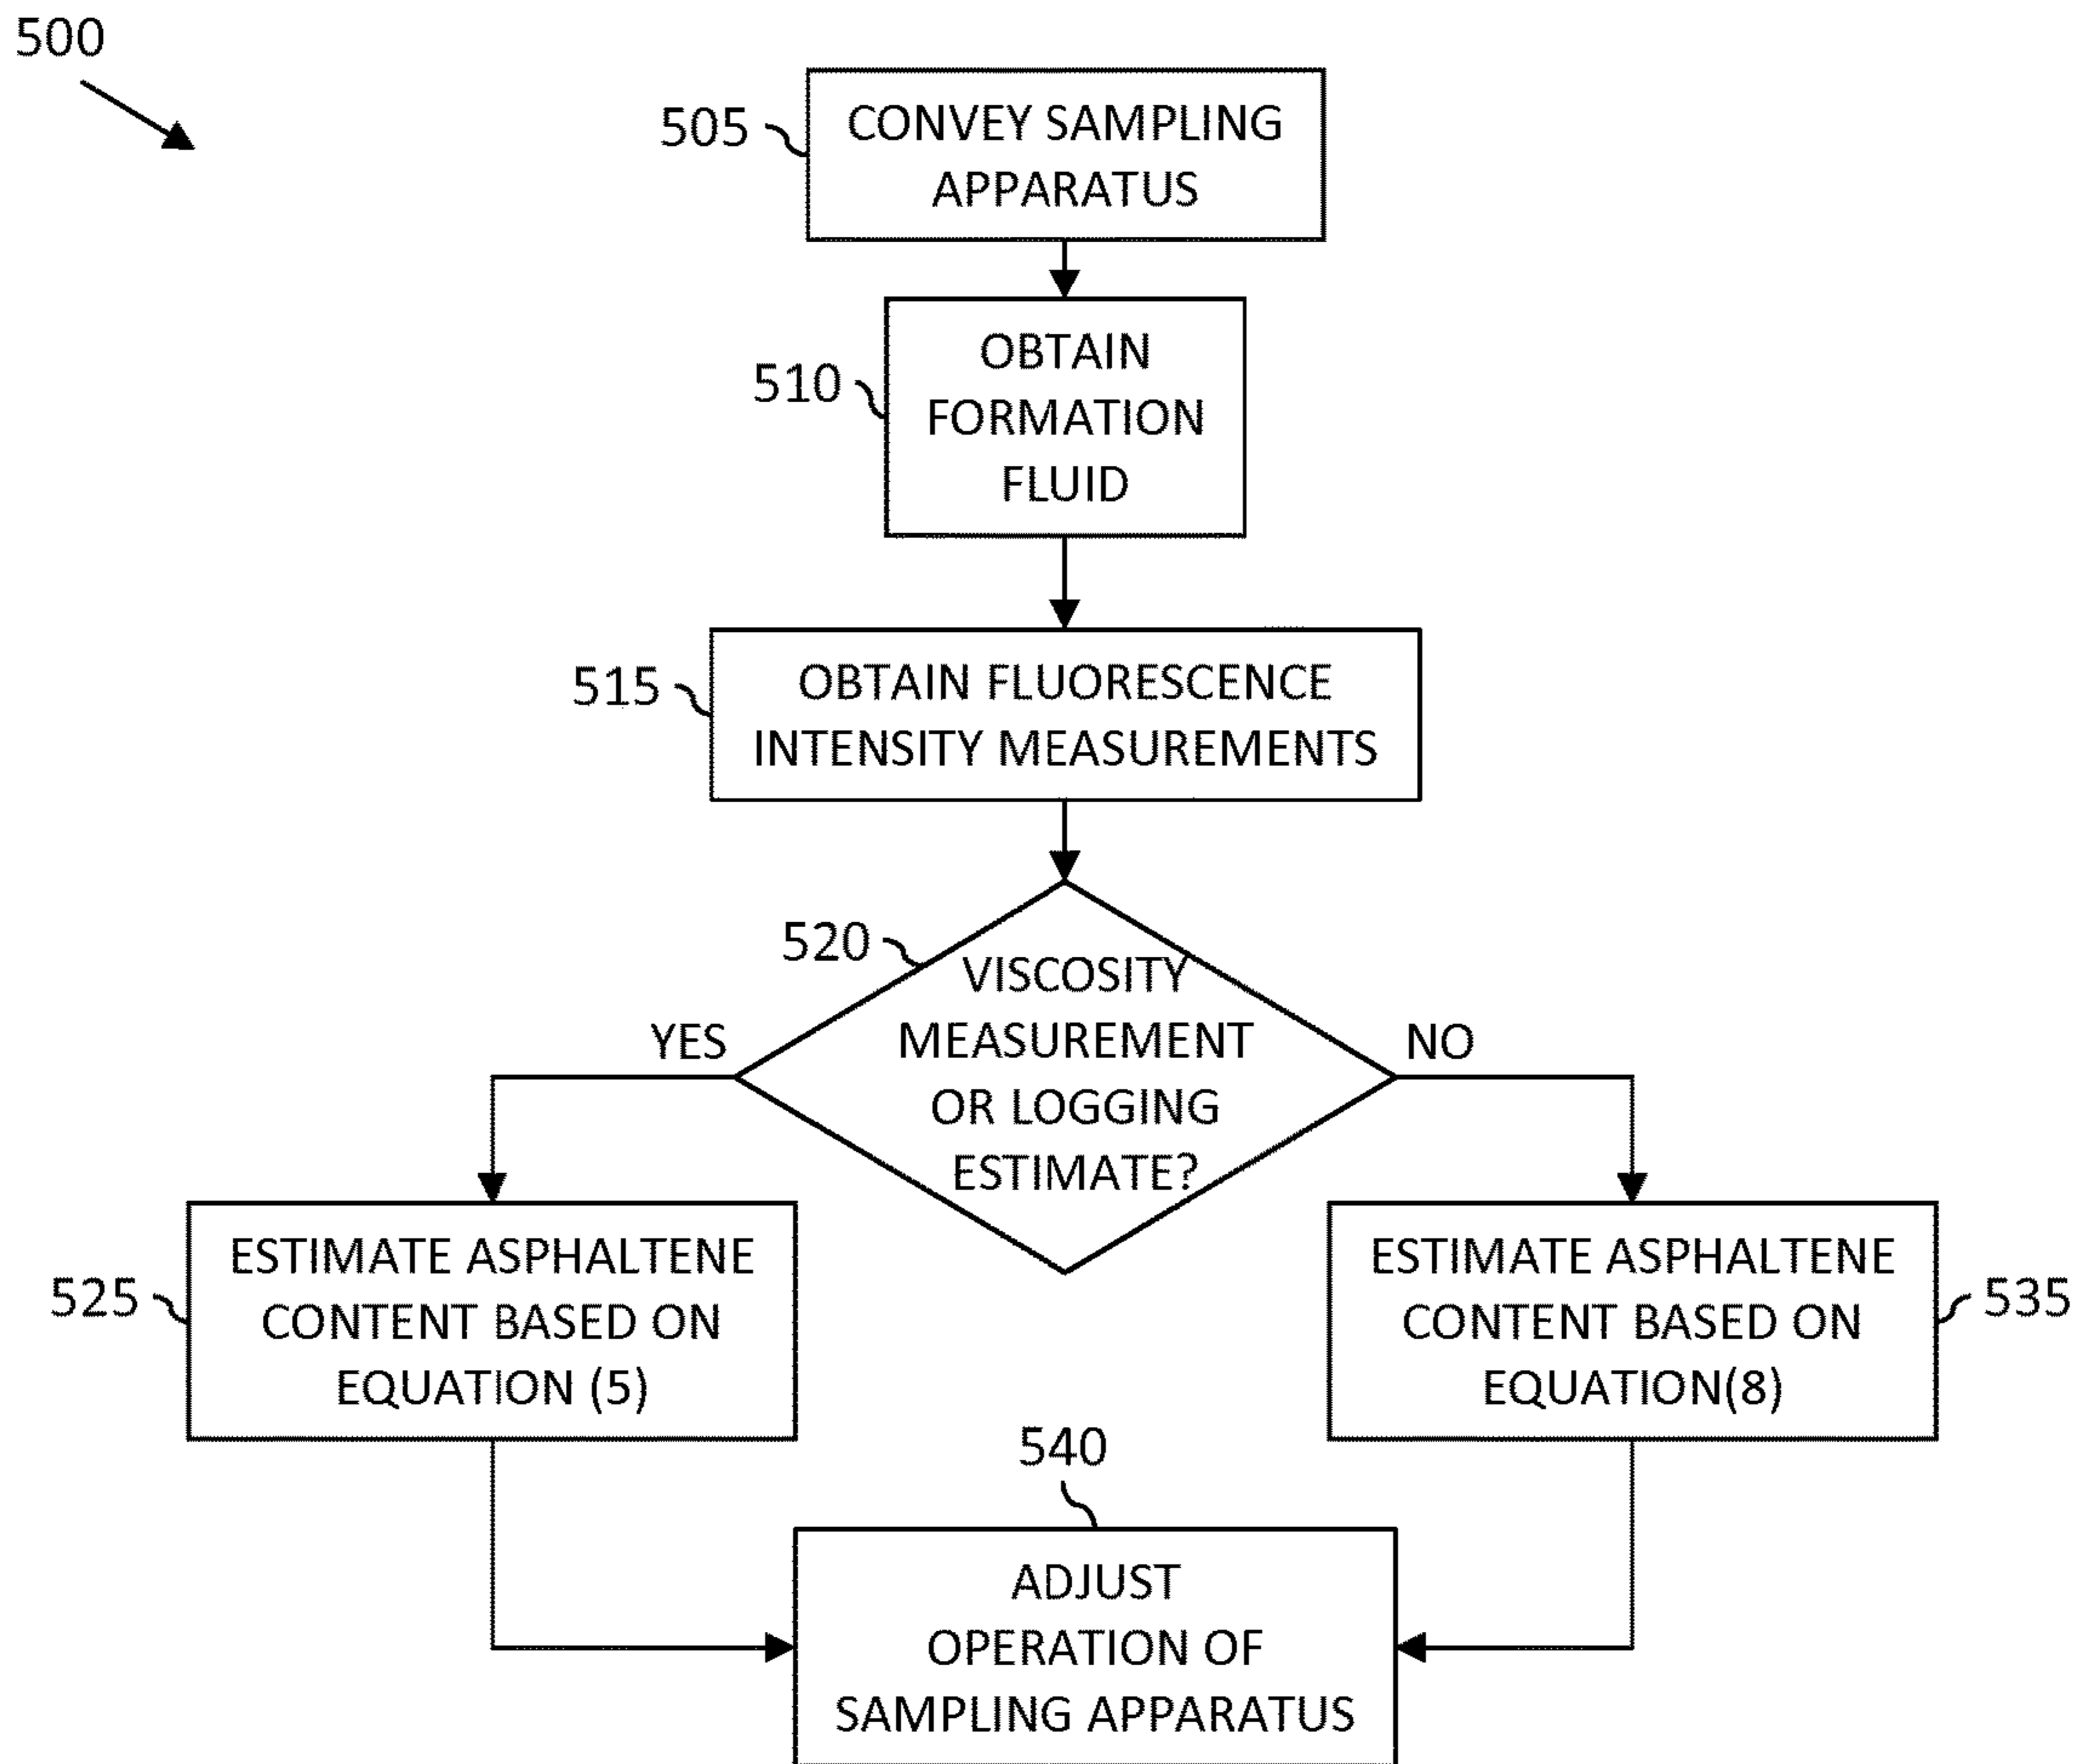 500
505
CONVEY SAMPLING
APPARATUS
510
OBTAIN
FORMATION
FLUID
515
OBTAIN FLUORESCENCE
INTENSITY MEASUREMENTS
520
VISCOSITY
MEASUREMENT
OR LOGGING
ESTIMATE?
YES
NO
525
ESTIMATE ASPHALTENE
CONTENT BASED ON
EQUATION (5)
ESTIMATE ASPHALTENE
CONTENT BASED ON
EQUATION(8)
535
540
ADJUST
OPERATION OF
SAMPLING APPARATUS